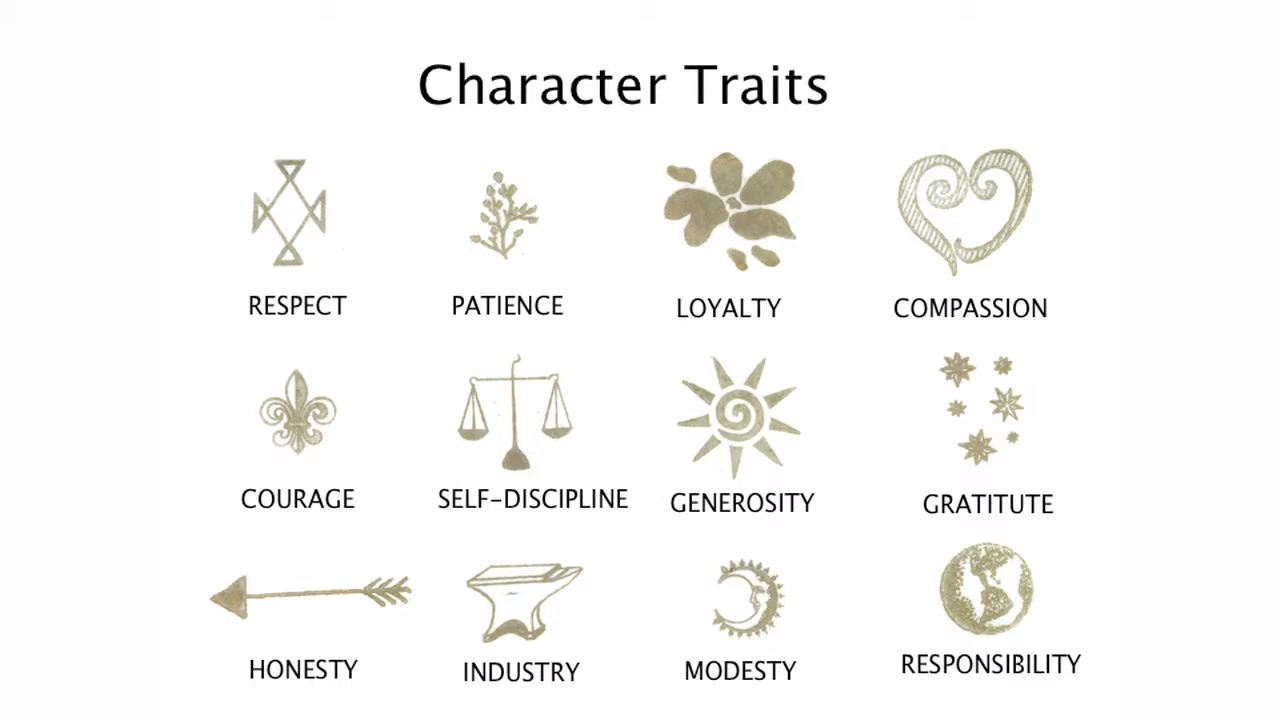 Character Traits
RESPECT
PATIENCE
LOYALTY
COMPASSION
COURAGE
SELF-DISCIPLINE
GENEROSITY
GRATITUTE
HONESTY
INDUSTRY
MODESTY
RESPONSIBILITY